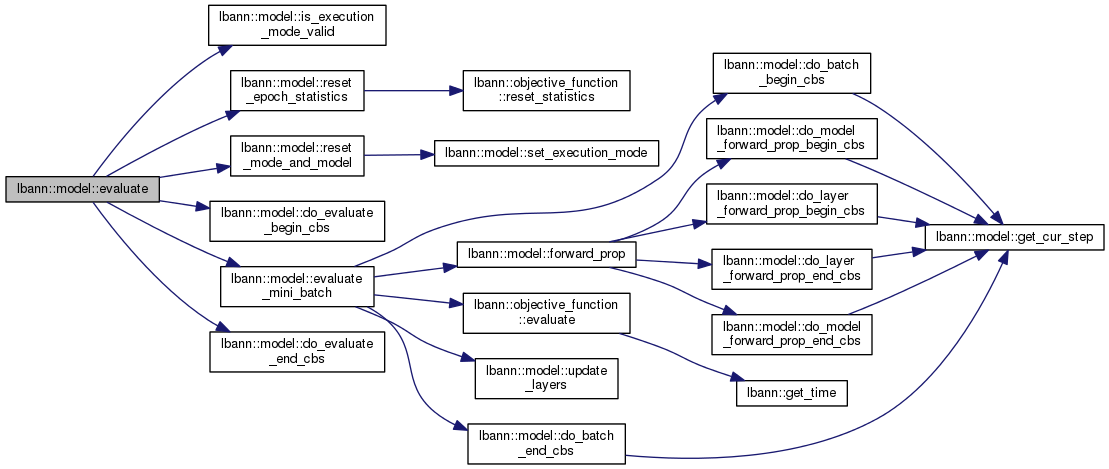 lbann::model::evaluate
lbann::model::is_execution
_mode_valid
lbann::model::reset
_epoch_statistics
lbann::model::reset
_mode_and_model
lbann::model::do_evaluate
_begin_cbs
lbann::model::evaluate
_mini_batch
lbann::model::do_evaluate
_end_cbs
lbann::objective_function
::reset_statistics
lbann::model::set_execution_mode
lbann::model::forward_prop
lbann::objective_function
::evaluate
lbann::model::update
_layers
lbann::model::do_batch
_end_cbs
lbann::model::do_batch
_begin_cbs
lbann::model::do_model
_forward_prop_begin_cbs
lbann::model::do_layer
_forward_prop_begin_cbs
lbann::model::do_layer
_forward_prop_end_cbs
lbann::model::do_model
_forward_prop_end_cbs
lbann::get_time
lbann::model::get_cur_step